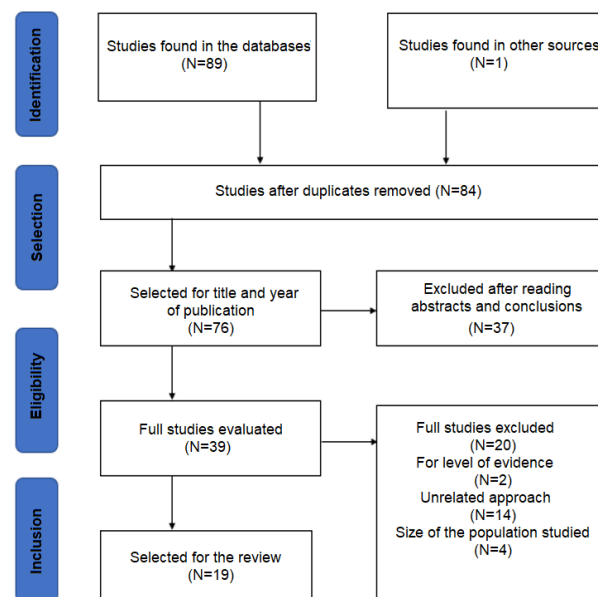 Identification
Studies found in the databases
(N=89)
Studies found in other sources
(N=1)
Selection
Studies after duplicates removed (N=84)
Selected for title and year
of publication
(N=76)
Excluded after reading
abstracts and conclusions
(N=37)
Eligibility
Full studies evaluated
(N=39)
Full studies excluded
(N=20)
For level of evidence
(N=2)
Unrelated approach
(N=14)
Size of the population studied
(N=4)
Inclusion
Selected for the review
(N=19)